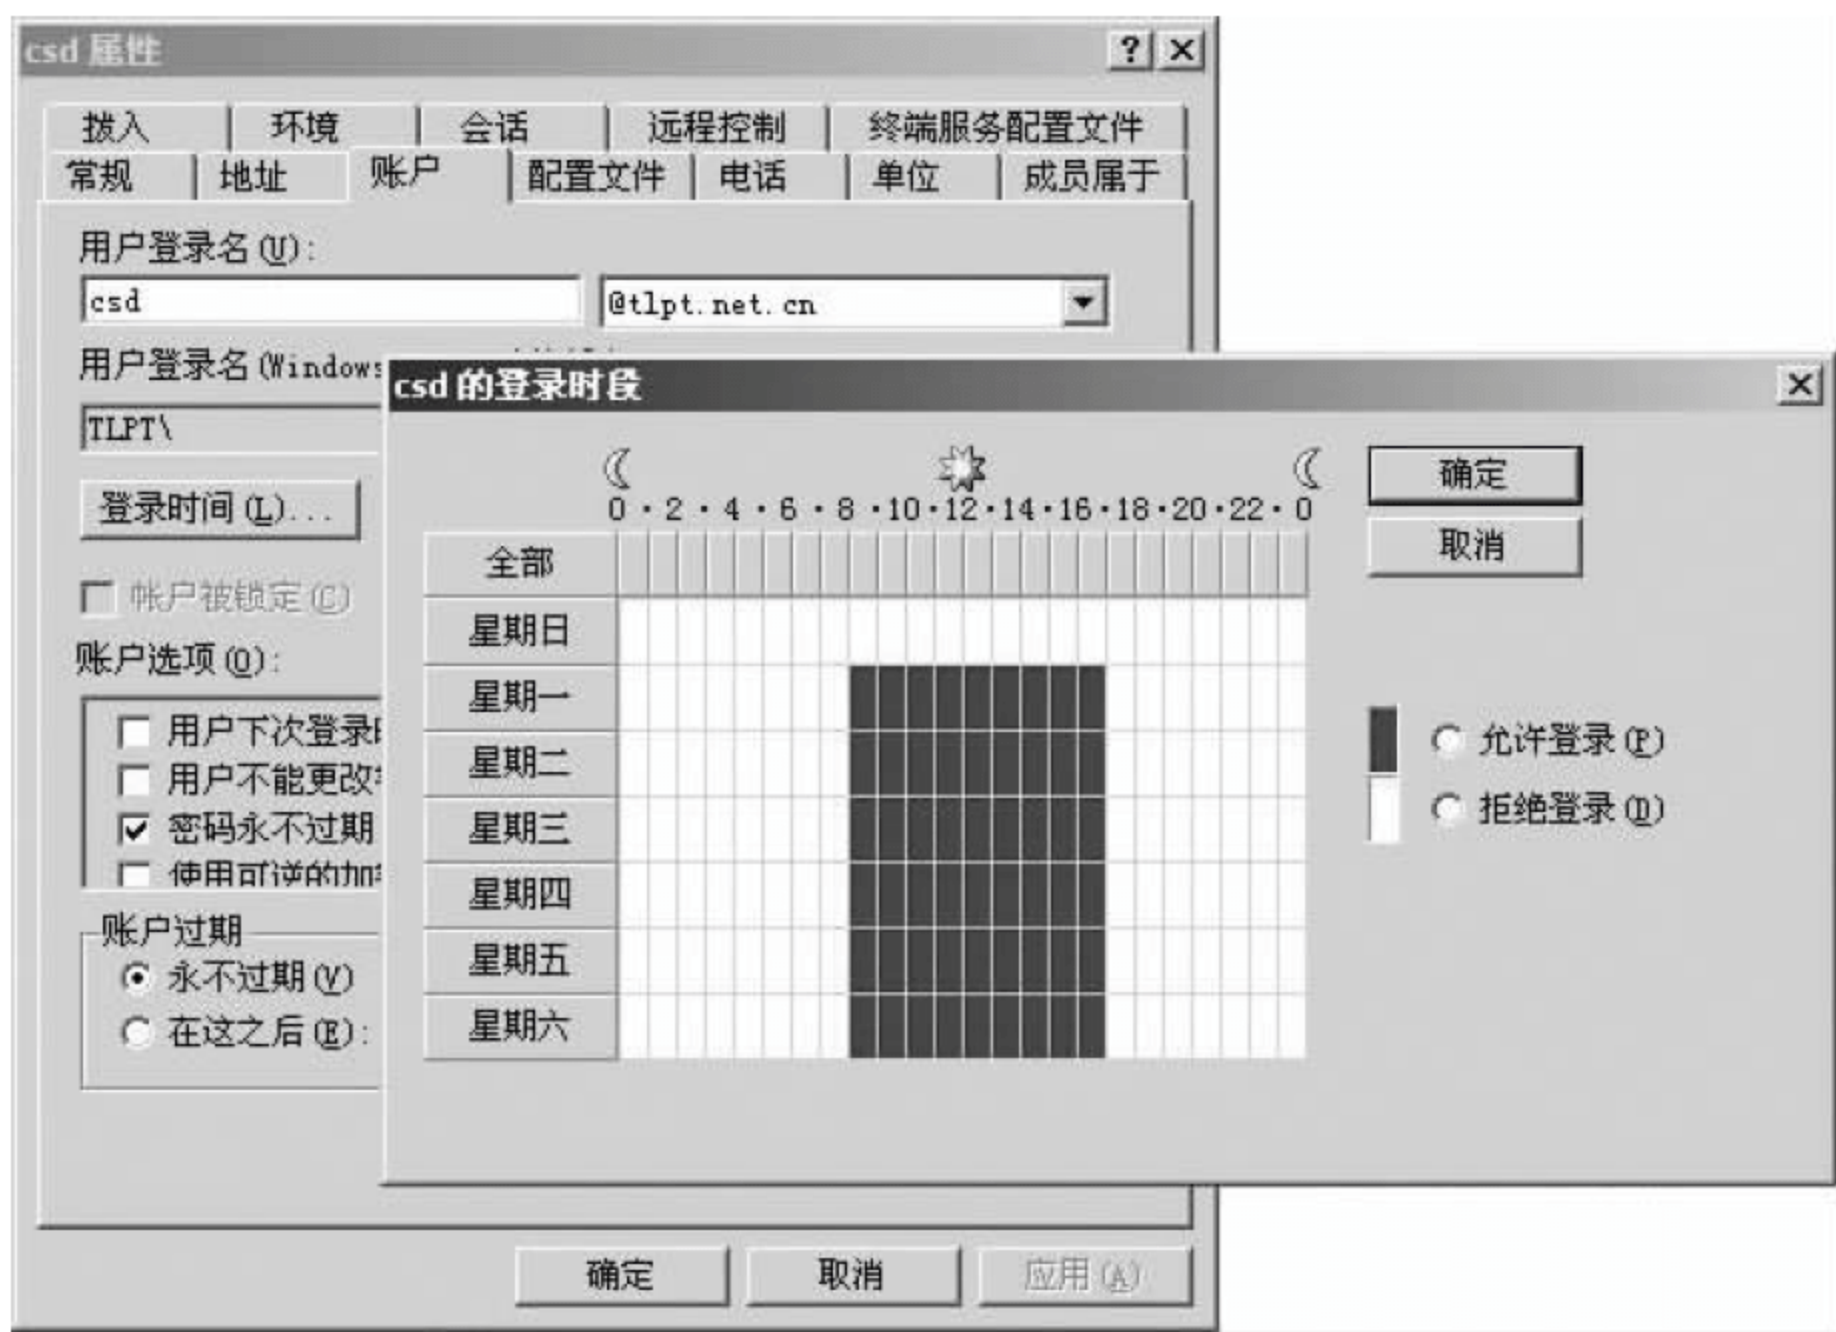 csd 属性
拨入 环境 会话 远程控制 终端服务配置文件
常规 地址 账户 配置文件 电话 单位 成员属于
用户登录名(U):
csd @tlpt.net.cn
用户登录名(Windows
TLPT\
登录时间(L)...
帐户被锁定(C)
账户选项(O):
用户下次登录
用户不能更改
密码永不过期
使用可逆的加
账户过期
永不过期(V)
在这之后(E):
csd 的登录时段
0·2·4·6·8·10·12·14·16·18·20·22·0
全部
星期日
星期一
星期二
星期三
星期四
星期五
星期六
确定
取消
允许登录(P)
拒绝登录(D)
确定 取消 应用(A)